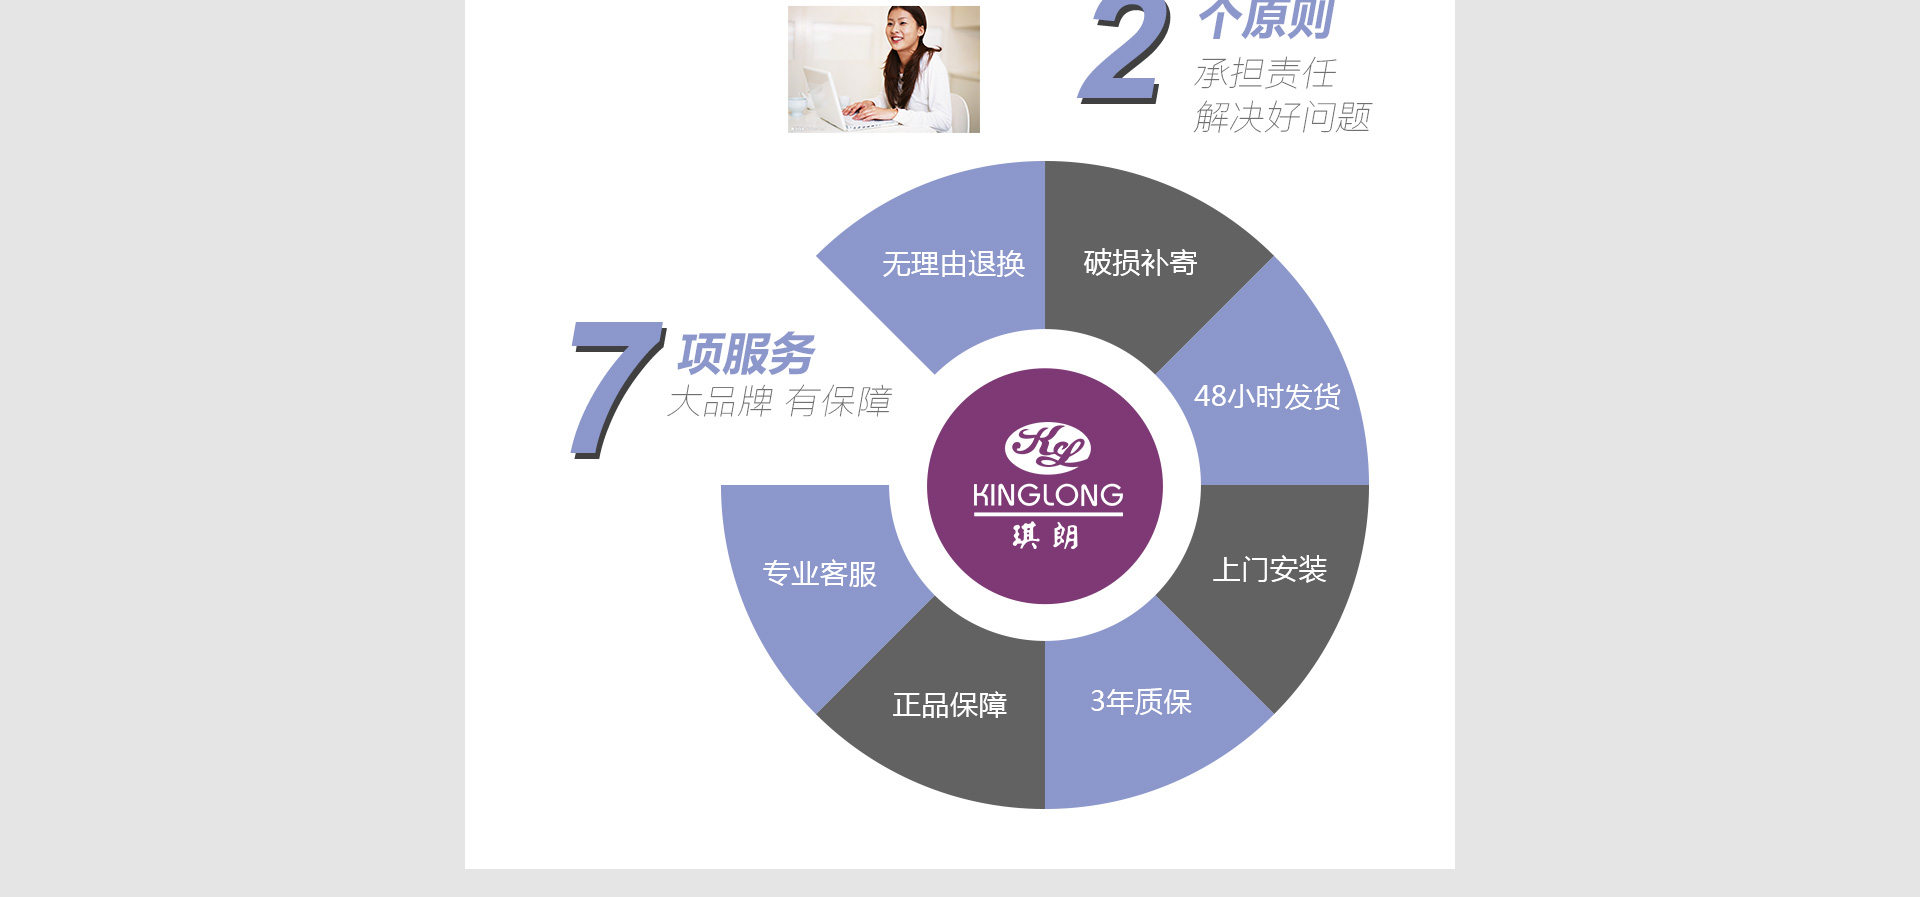 2个原则
承担责任
解决好问题
无理由退换
破损补寄
7项服务
大品牌 有保障
48小时发货
KL
KINGLONG
琪朗
专业客服
上门安装
正品保障
3年质保